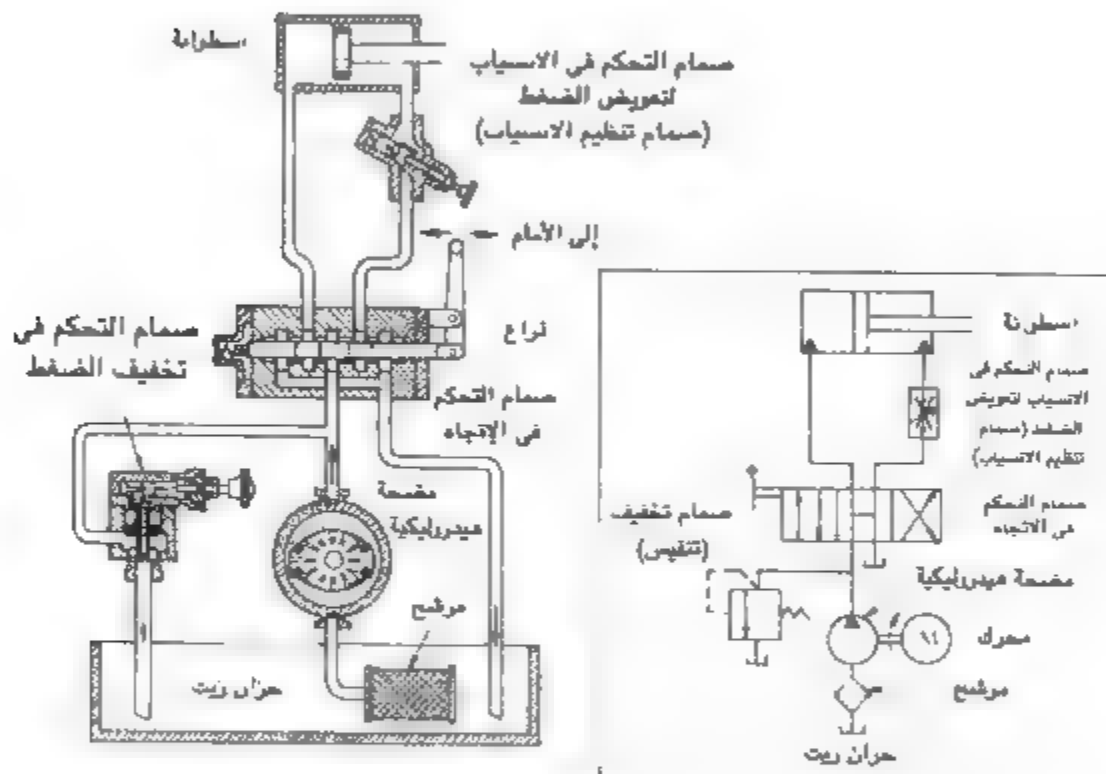 اسطوانة
صمام التحكم في الانسياب
لتعويض الضغط
(صمام تنظيم الانسياب)
إلى الأمام
ذراع
صمام التحكم في
تخفيف الضغط
صمام التحكم
في الإتجاه
مضخة
هيدروليكية
مرشح
خزان زيت
اسطوانة
صمام التحكم في
الانسياب لتعويض
الضغط (صمام
تنظيم الانسياب)
صمام التحكم
في الاتجاه
صمام تخفيف
(تنفيس)
مضخة هيدروليكية
محرك
مرشح
خزان زيت